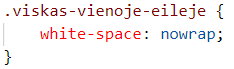 .viskas-vienoje-eileje {
    white-space: nowrap;
}